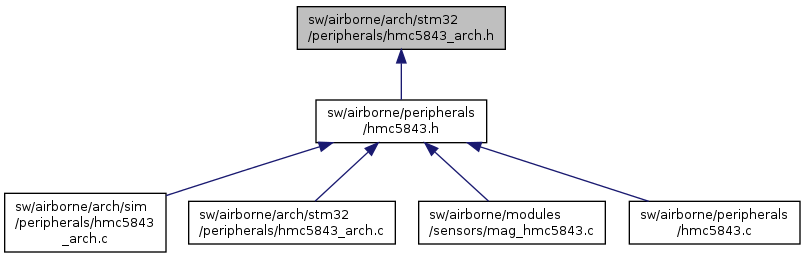 sw/airborne/arch/stm32
/peripherals/hmc5843_arch.h
sw/airborne/peripherals
/hmc5843.h
sw/airborne/arch/sim
/peripherals/hmc5843
_arch.c
sw/airborne/arch/stm32
/peripherals/hmc5843_arch.c
sw/airborne/modules
/sensors/mag_hmc5843.c
sw/airborne/peripherals
/hmc5843.c